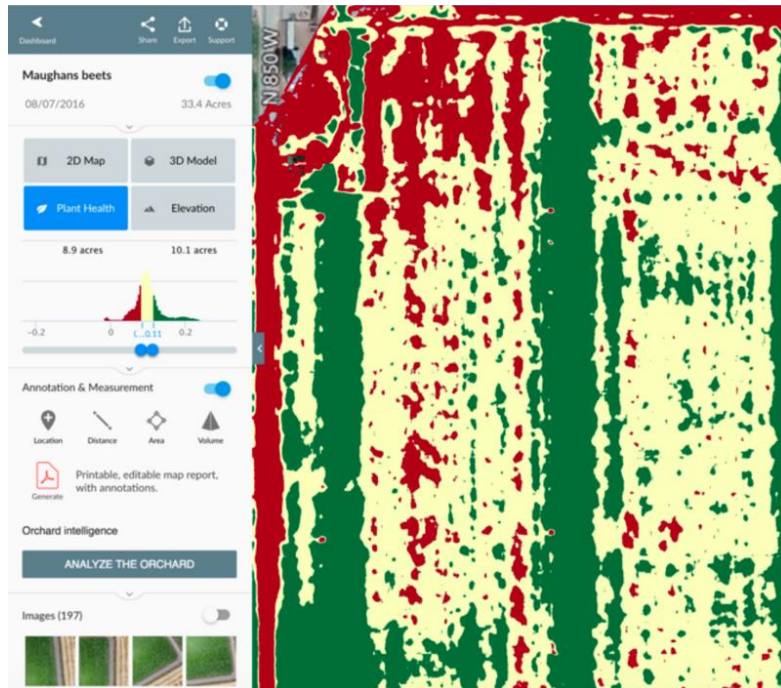 Dashboard
Share Export Support
Maughans beets
08/07/2016 33.4 Acres
2D Map 3D Model
Plant Health Elevation
8.9 acres 10.1 acres
-0.2 0 0.11 0.2
Annotation & Measurement
Location Distance Area Volume
Generate
Printable, editable map report,
with annotations.
Orchard intelligence
ANALYZE THE ORCHARD
Images (197)
N 850 W